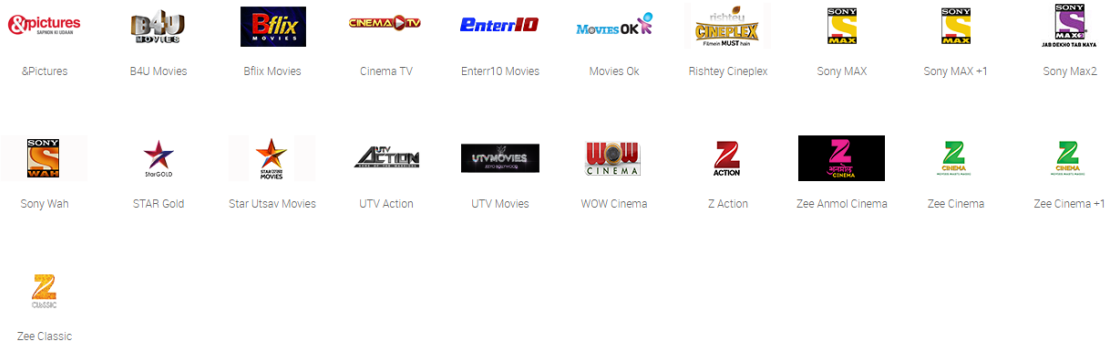 &pictures
SAPNON KI UDAAN
B4U
MOVIES
Bflix
MOVIES
CINEMA TV
Enterr10
MOVIES OK
rishtey
CINEPLEX
Filmein MUST hain
SONY
MAX
SONY
MAX
SONY
MAX2
JAB DEKHO TAB NAYA
&Pictures
B4U Movies
Bflix Movies
Cinema TV
Enterr10 Movies
Movies Ok
Rishtey Cineplex
Sony MAX
Sony MAX +1
Sony Max2
SONY
WAH
StarGOLD
STAR उत्सव
MOVIES
UTV
ACTION
UTVMOVIES
WOW
CINEMA
Z
ACTION
Z
अनमोल
CINEMA
Z
CINEMA
Z
CINEMA
Sony Wah
STAR Gold
Star Utsav Movies
UTV Action
UTV Movies
WOW Cinema
Z Action
Zee Anmol Cinema
Zee Cinema
Zee Cinema +1
Z
CLASSIC
Zee Classic